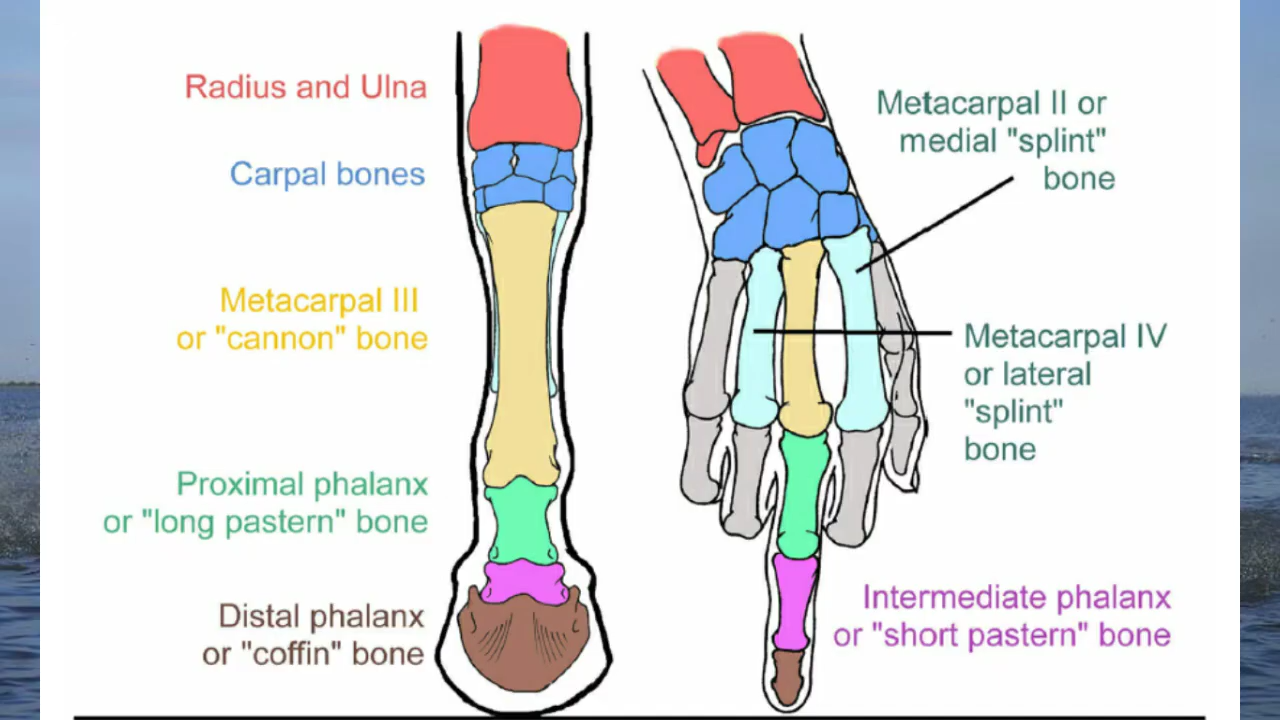 Radius and Ulna
Carpal bones
Metacarpal III
or "cannon" bone
Proximal phalanx
or "long pastern" bone
Distal phalanx
or "coffin" bone
Metacarpal II or
medial "splint"
bone
Metacarpal IV
or lateral
"splint"
bone
Intermediate phalanx
or "short pastern" bone